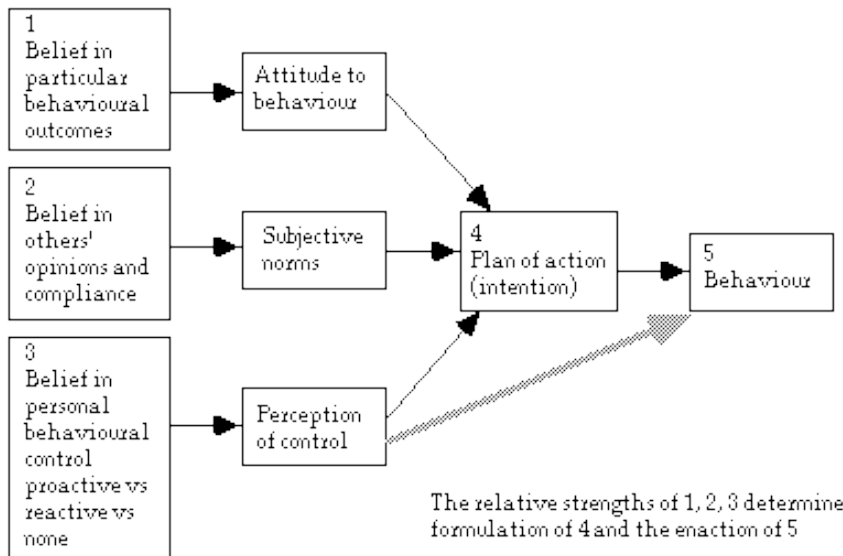 1
Belief in
particular
behavioural
outcomes
Attitude to
behaviour
2
Belief in
others'
opinions and
compliance
Subjective
norms
3
Belief in
personal
behavioural
control
proactive vs
reactive vs
none
Perception
of control
4
Plan of action
(intention)
5
Behaviour
The relative strengths of 1, 2, 3 determine
formulation of 4 and the enaction of 5